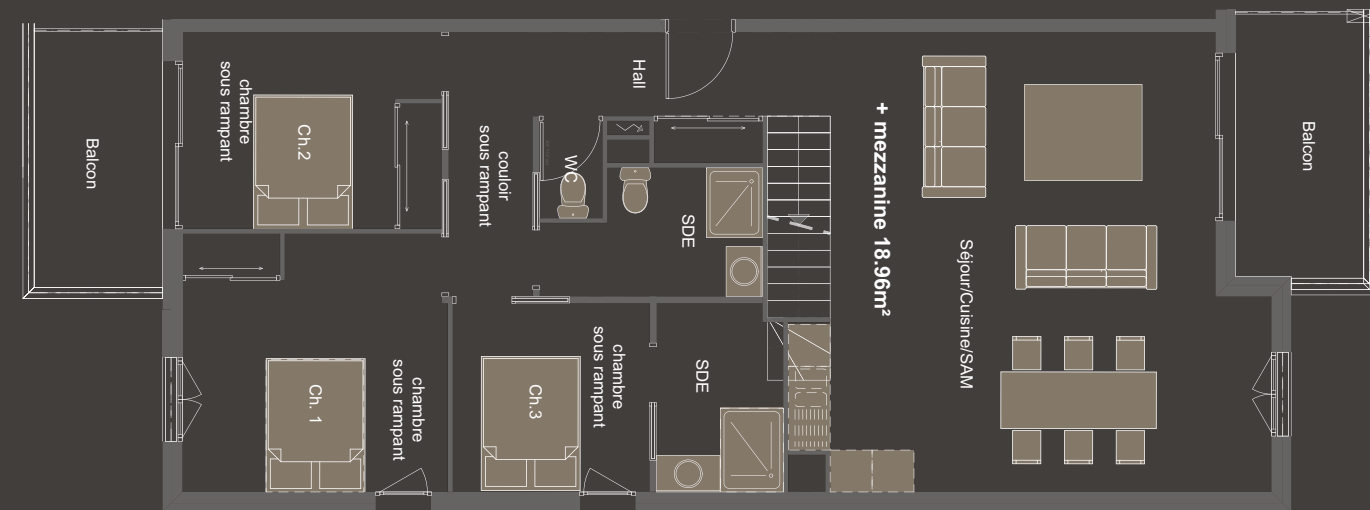 Balcon
chambre
sous rampant
Ch.2
couloir
sous rampant
WC
Hall
SDE
+ mezzanine 18.96m²
Séjour/Cuisine/SAM
Balcon
Ch. 1
chambre
sous rampant
Ch.3
chambre
sous rampant
SDE